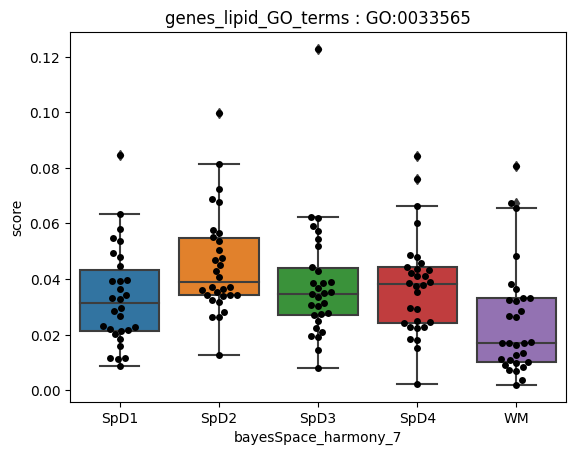 genes_lipid_GO_terms : GO:0033565
0.12
0.10
0.08
0.06
0.04
0.02
0.00
score
SpD1 SpD2 SpD3 SpD4 WM
bayesSpace_harmony_7